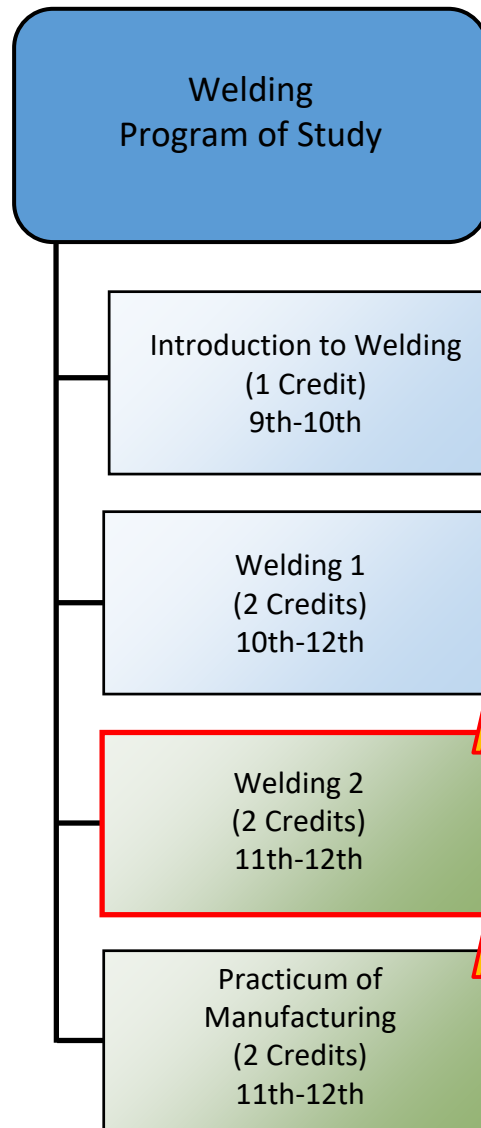 Welding
Program of Study
Introduction to Welding
(1 Credit)
9th-10th
Welding 1
(2 Credits)
10th-12th
Welding 2
(2 Credits)
11th-12th
Practicum of
Manufacturing
(2 Credits)
11th-12th